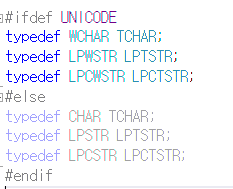 #ifdef UNICODE
typedef WCHAR TCHAR;
typedef LPWSTR LPTSTR;
typedef LPCWSTR LPCTSTR;
#else
typedef CHAR TCHAR;
typedef LPSTR LPTSTR;
typedef LPCSTR LPCTSTR;
#endif